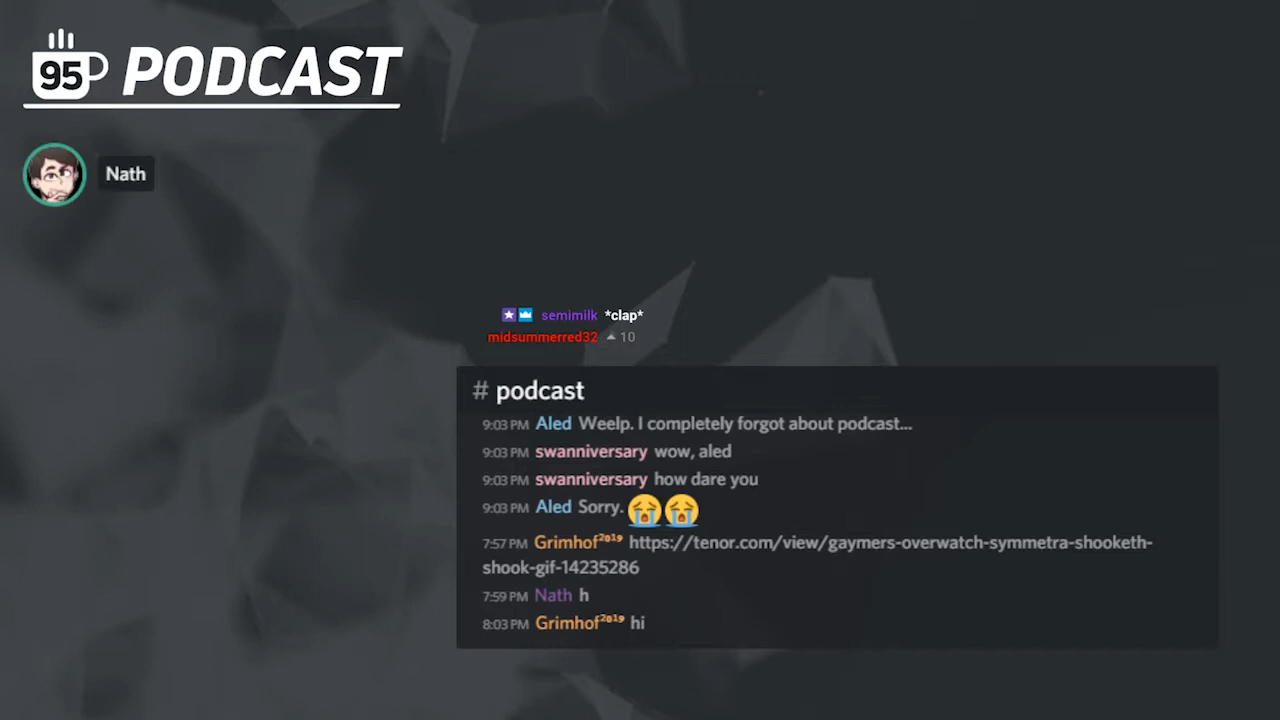 95 PODCAST
Nath
semimilk *clap*
midsummerred32 10
# podcast
9:03 PM Aled Weelp. I completely forgot about podcast...
9:03 PM swanniversary wow, aled
9:03 PM swanniversary how dare you
9:03 PM Aled Sorry. 😭😭
7:57 PM Grimhof²⁰¹⁹ https://tenor.com/view/gaymers-overwatch-symmetra-shooketh-
shook-gif-14235286
7:59 PM Nath h
8:03 PM Grimhof²⁰¹⁹ hi